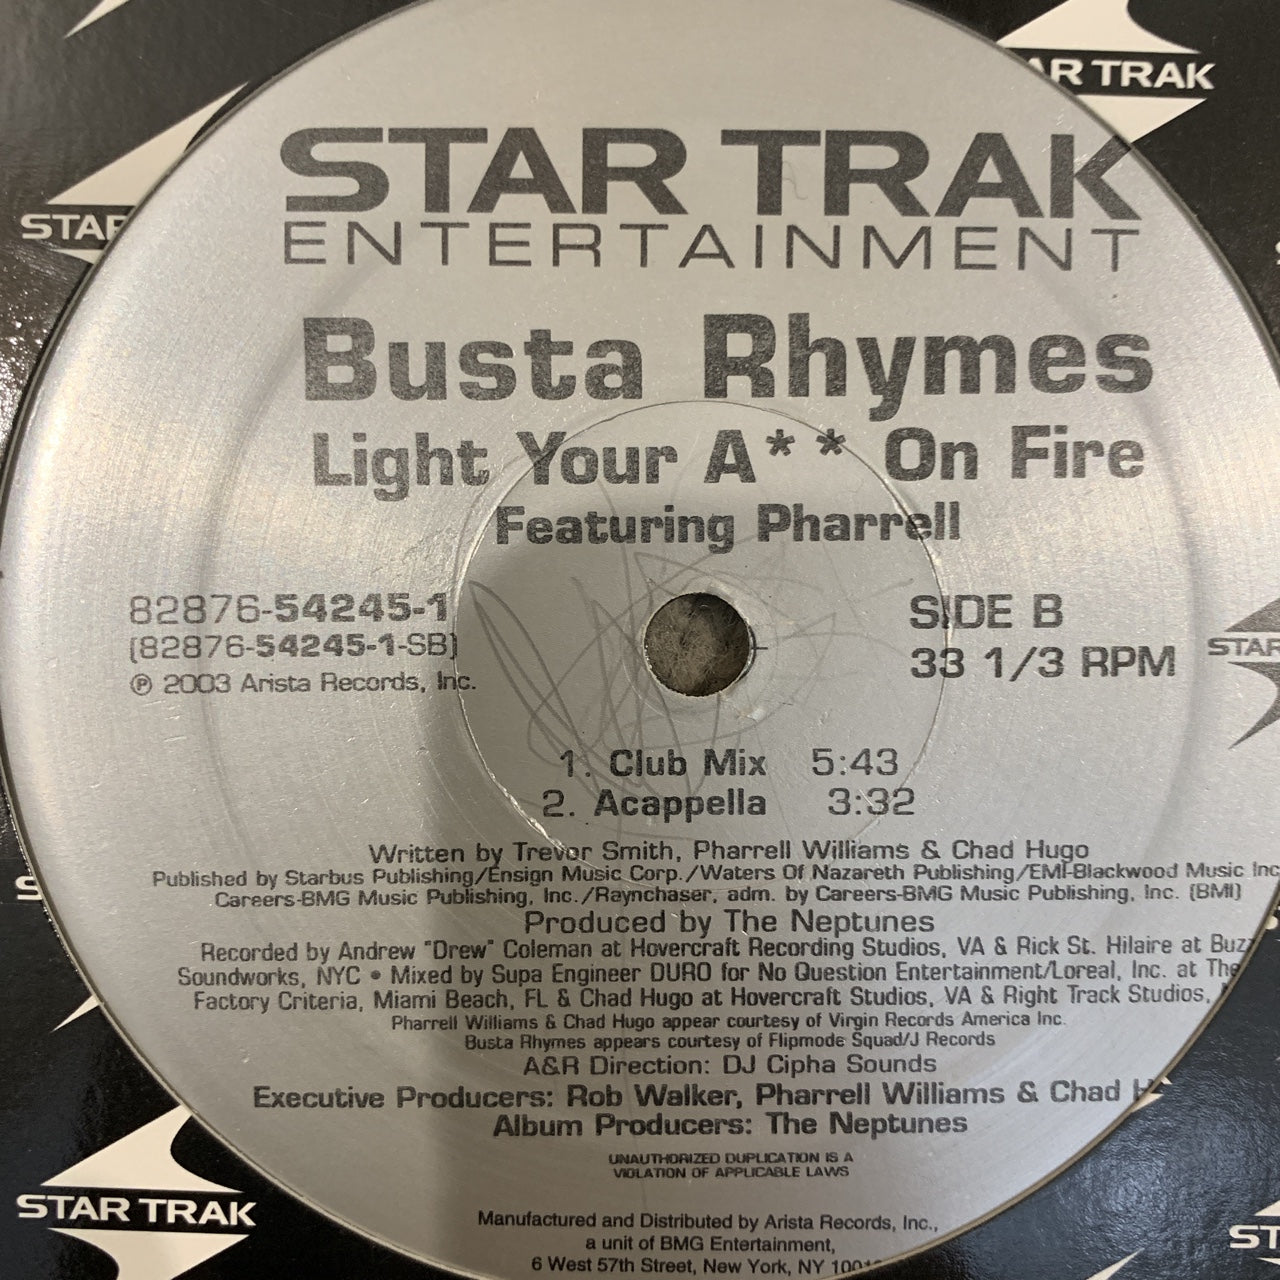 STAR TRAK
ENTERTAINMENT
Busta Rhymes
Light Your A** On Fire
Featuring Pharrell
82876-54245-1
(82876-54245-1-SB)
℗ 2003 Arista Records, Inc.
SIDE B
33 1/3 RPM
1. Club Mix 5:43
2. Acappella 3:32
Written by Trevor Smith, Pharrell Williams & Chad Hugo
Published by Starbus Publishing/Ensign Music Corp./Waters Of Nazareth Publishing/EMI-Blackwood Music Inc
Careers-BMG Music Publishing, Inc./Raynchaser, adm. by Careers-BMG Music Publishing, Inc. (BMI)
Produced by The Neptunes
Recorded by Andrew "Drew" Coleman at Hovercraft Recording Studios, VA & Rick St. Hilaire at Buzz
Soundworks, NYC • Mixed by Supa Engineer DURO for No Question Entertainment/Loreal, Inc. at The
Factory Criteria, Miami Beach, FL & Chad Hugo at Hovercraft Studios, VA & Right Track Studios,
Pharrell Williams & Chad Hugo appear courtesy of Virgin Records America Inc.
Busta Rhymes appears courtesy of Flipmode Squad/J Records
A&R Direction: DJ Cipha Sounds
Executive Producers: Rob Walker, Pharrell Williams & Chad
Album Producers: The Neptunes
UNAUTHORIZED DUPLICATION IS A
VIOLATION OF APPLICABLE LAWS
Manufactured and Distributed by Arista Records, Inc.,
a unit of BMG Entertainment,
6 West 57th Street, New York, NY
AR TRAK
STAR
STAR
STAR TRAK
ST